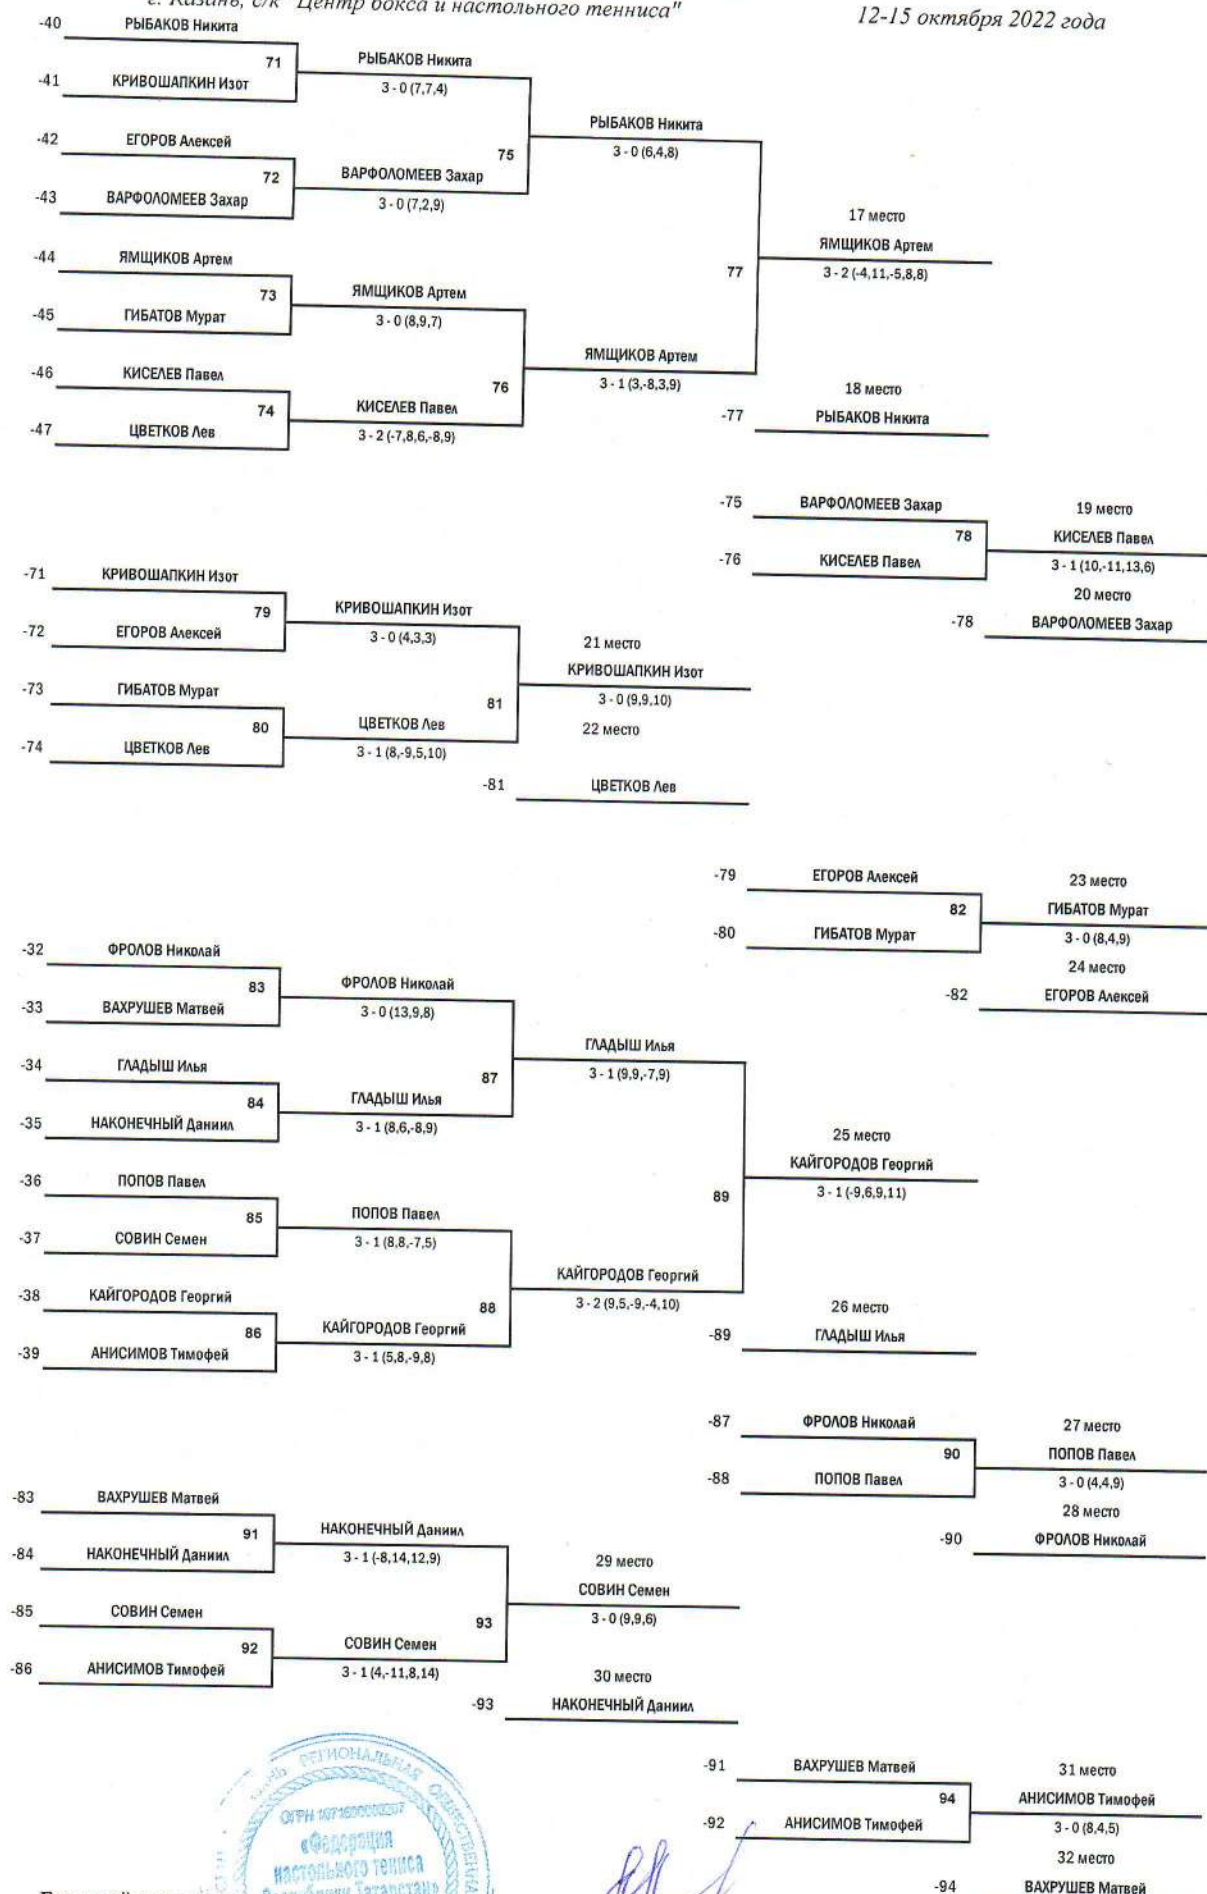 г. Казань, с/к "Центр бокса и настольного тенниса"
12-15 октября 2022 года
-40 РЫБАКОВ Никита
71 РЫБАКОВ Никита
-41 КРИВОШАПКИН Изот
3 - 0 (7,7,4)
РЫБАКОВ Никита
-42 ЕГОРОВ Алексей
75
3 - 0 (6,4,8)
72 ВАРФОЛОМЕЕВ Захар
-43 ВАРФОЛОМЕЕВ Захар
3 - 0 (7,2,9)
17 место
-44 ЯМЩИКОВ Артем
ЯМЩИКОВ Артем
77
3 - 2 (-4,11,-5,8,8)
73 ЯМЩИКОВ Артем
-45 ГИБАТОВ Мурат
3 - 0 (8,9,7)
ЯМЩИКОВ Артем
-46 КИСЕЛЕВ Павел
76
3 - 1 (3,-8,3,9)
18 место
74 КИСЕЛЕВ Павел
-77 РЫБАКОВ Никита
-47 ЦВЕТКОВ Лев
3 - 2 (-7,8,6,-8,9)
-75 ВАРФОЛОМЕЕВ Захар
19 место
78 КИСЕЛЕВ Павел
-76 КИСЕЛЕВ Павел
3 - 1 (10,-11,13,6)
-71 КРИВОШАПКИН Изот
20 место
79 КРИВОШАПКИН Изот
-78 ВАРФОЛОМЕЕВ Захар
-72 ЕГОРОВ Алексей
3 - 0 (4,3,3)
21 место
КРИВОШАПКИН Изот
-73 ГИБАТОВ Мурат
81
3 - 0 (9,9,10)
80 ЦВЕТКОВ Лев
22 место
-74 ЦВЕТКОВ Лев
3 - 1 (8,-9,5,10)
-81 ЦВЕТКОВ Лев
-79 ЕГОРОВ Алексей
23 место
82 ГИБАТОВ Мурат
-80 ГИБАТОВ Мурат
3 - 0 (8,4,9)
-32 ФРОЛОВ Николай
24 место
83 ФРОЛОВ Николай
-82 ЕГОРОВ Алексей
-33 ВАХРУШЕВ Матвей
3 - 0 (13,9,8)
ГЛАДЫШ Илья
-34 ГЛАДЫШ Илья
87
3 - 1 (9,9,-7,9)
84 ГЛАДЫШ Илья
-35 НАКОНЕЧНЫЙ Даниил
3 - 1 (8,6,-8,9)
25 место
КАЙГОРОДОВ Георгий
-36 ПОПОВ Павел
89
3 - 1 (-9,6,9,11)
85 ПОПОВ Павел
-37 СОВИН Семен
3 - 1 (8,8,-7,5)
КАЙГОРОДОВ Георгий
-38 КАЙГОРОДОВ Георгий
88
3 - 2 (9,5,-9,-4,10)
26 место
86 КАЙГОРОДОВ Георгий
-89 ГЛАДЫШ Илья
-39 АНИСИМОВ Тимофей
3 - 1 (5,8,-9,8)
-87 ФРОЛОВ Николай
27 место
90 ПОПОВ Павел
-88 ПОПОВ Павел
3 - 0 (4,4,9)
-83 ВАХРУШЕВ Матвей
28 место
91 НАКОНЕЧНЫЙ Даниил
-90 ФРОЛОВ Николай
-84 НАКОНЕЧНЫЙ Даниил
3 - 1 (-8,14,12,9)
29 место
СОВИН Семен
-85 СОВИН Семен
93
3 - 0 (9,9,6)
92 СОВИН Семен
-86 АНИСИМОВ Тимофей
3 - 1 (4,-11,8,14)
30 место
-93 НАКОНЕЧНЫЙ Даниил
-91 ВАХРУШЕВ Матвей
31 место
94 АНИСИМОВ Тимофей
-92 АНИСИМОВ Тимофей
3 - 0 (8,4,5)
32 место
-94 ВАХРУШЕВ Матвей
РЕГИОНАЛЬНАЯ
«Федерация
настольного тенниса